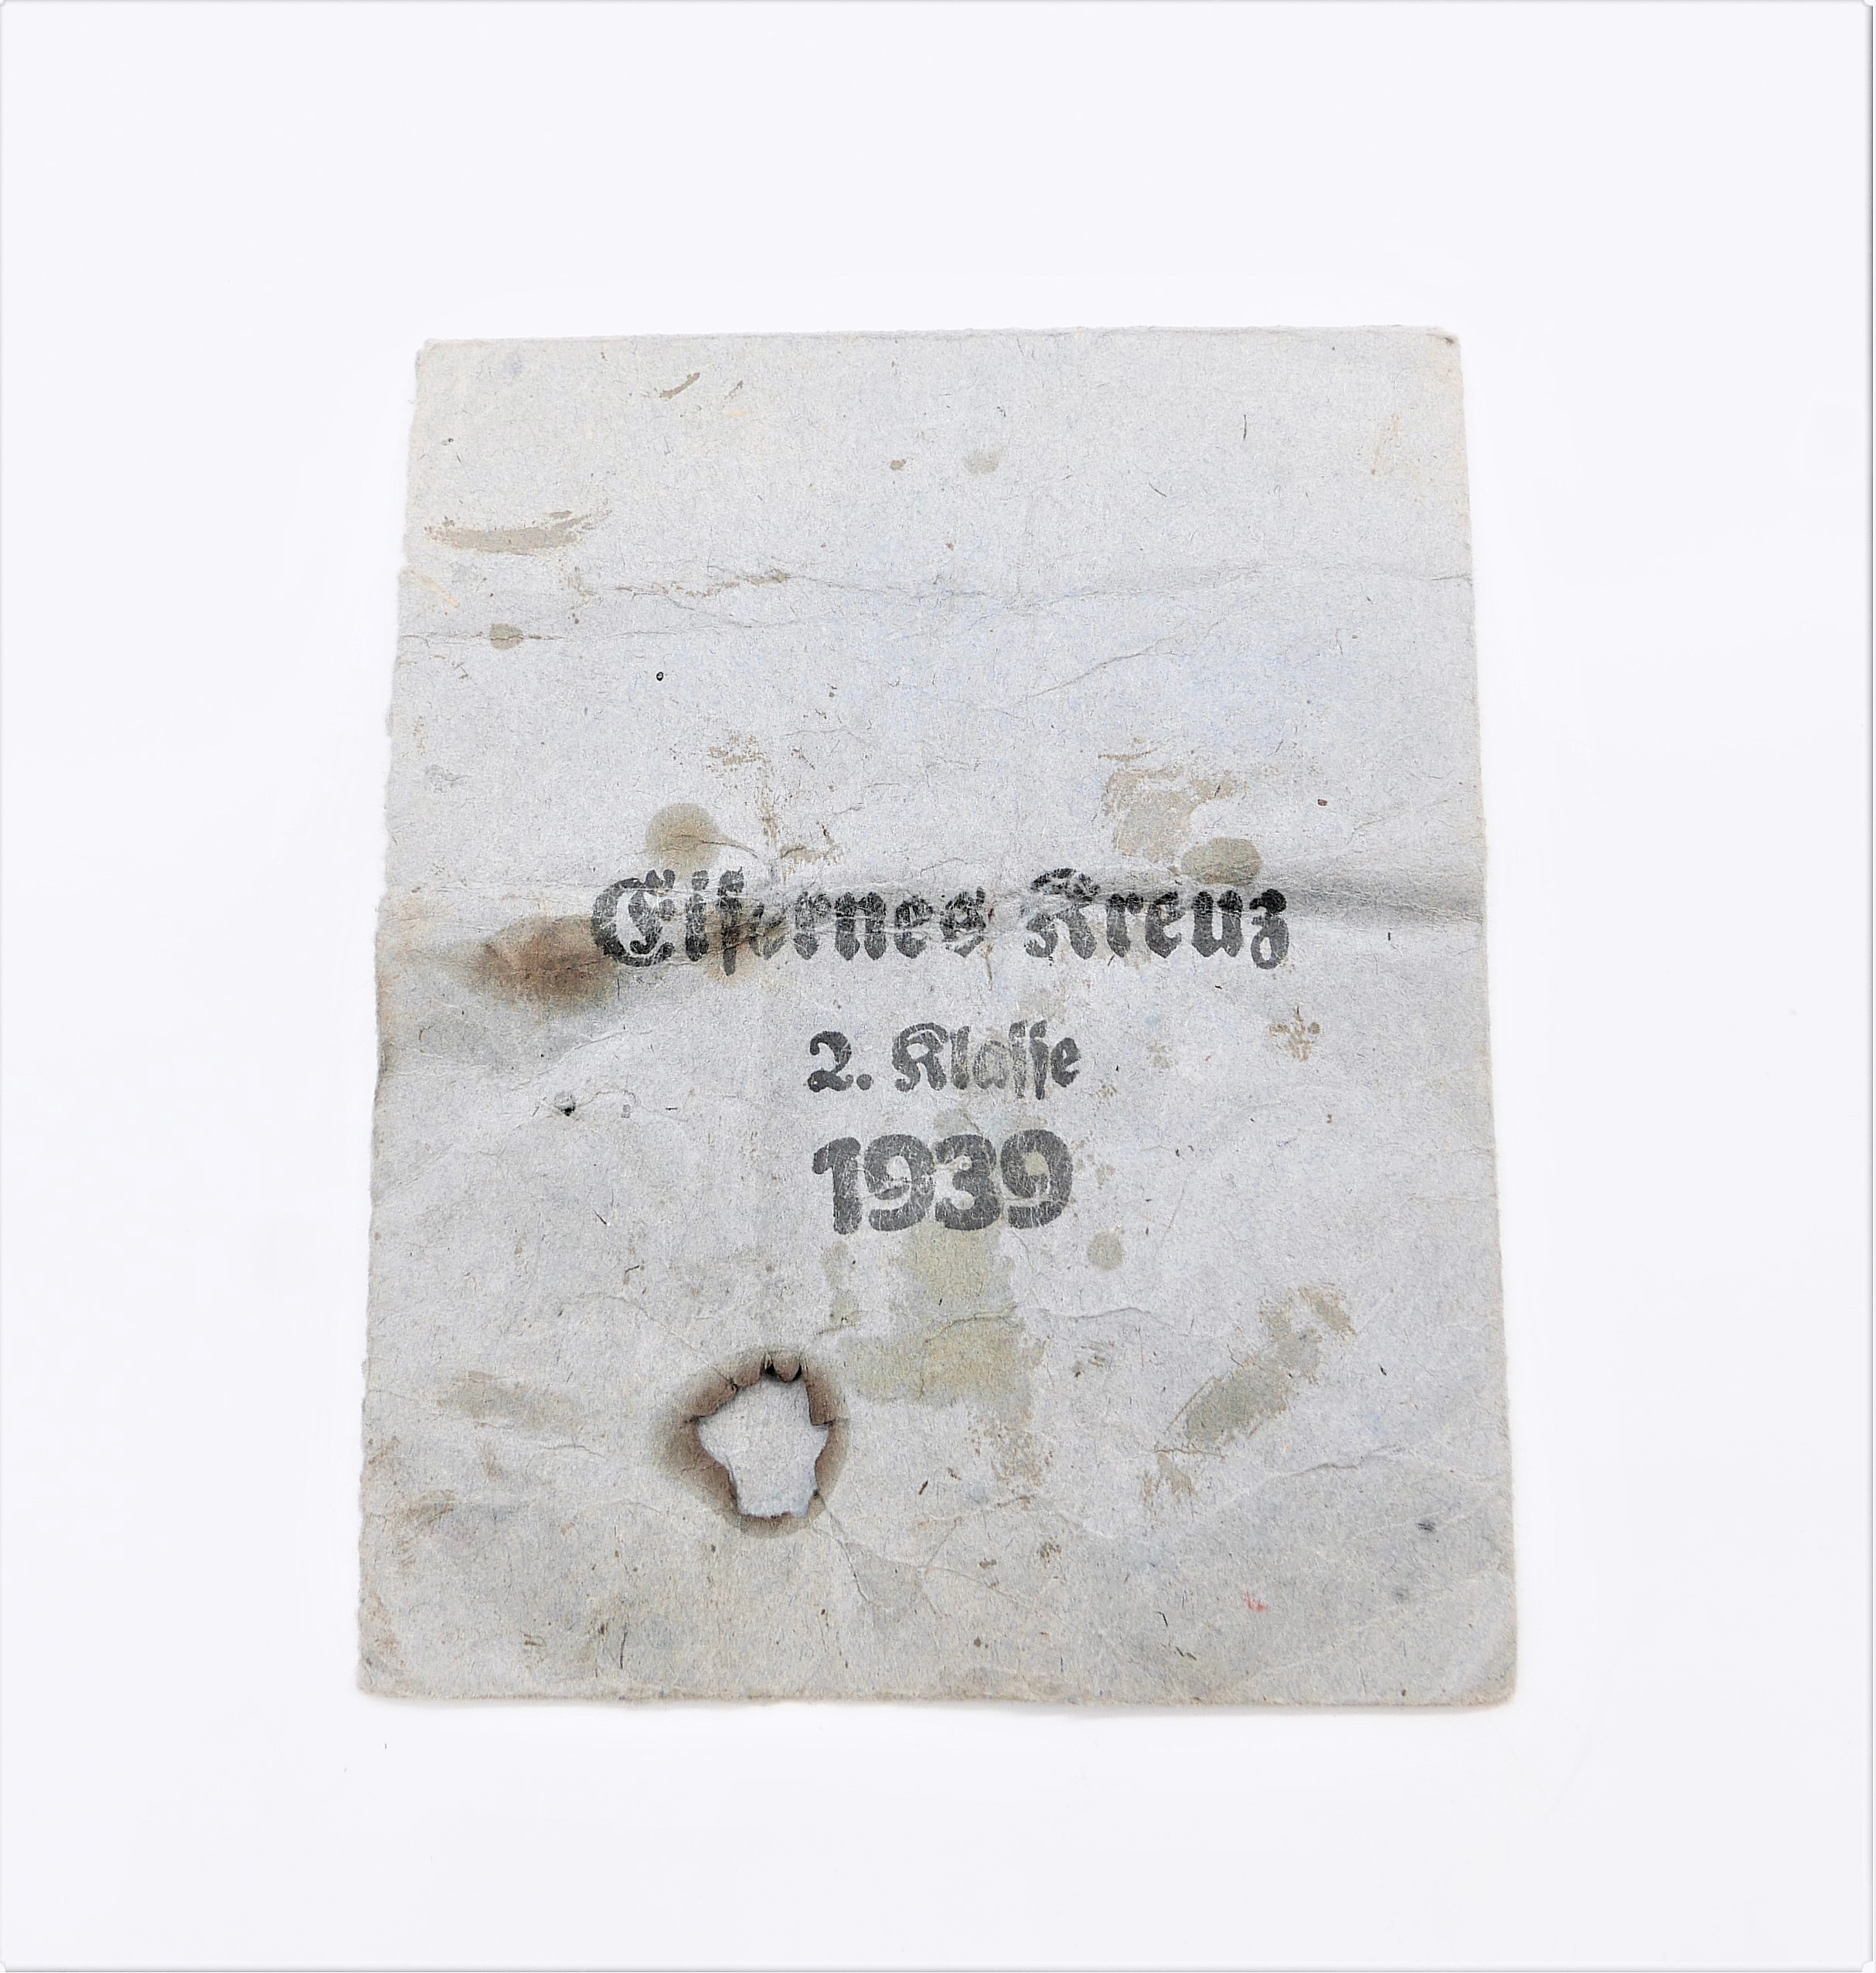 Eisernes Kreuz
2. Klasse
1939